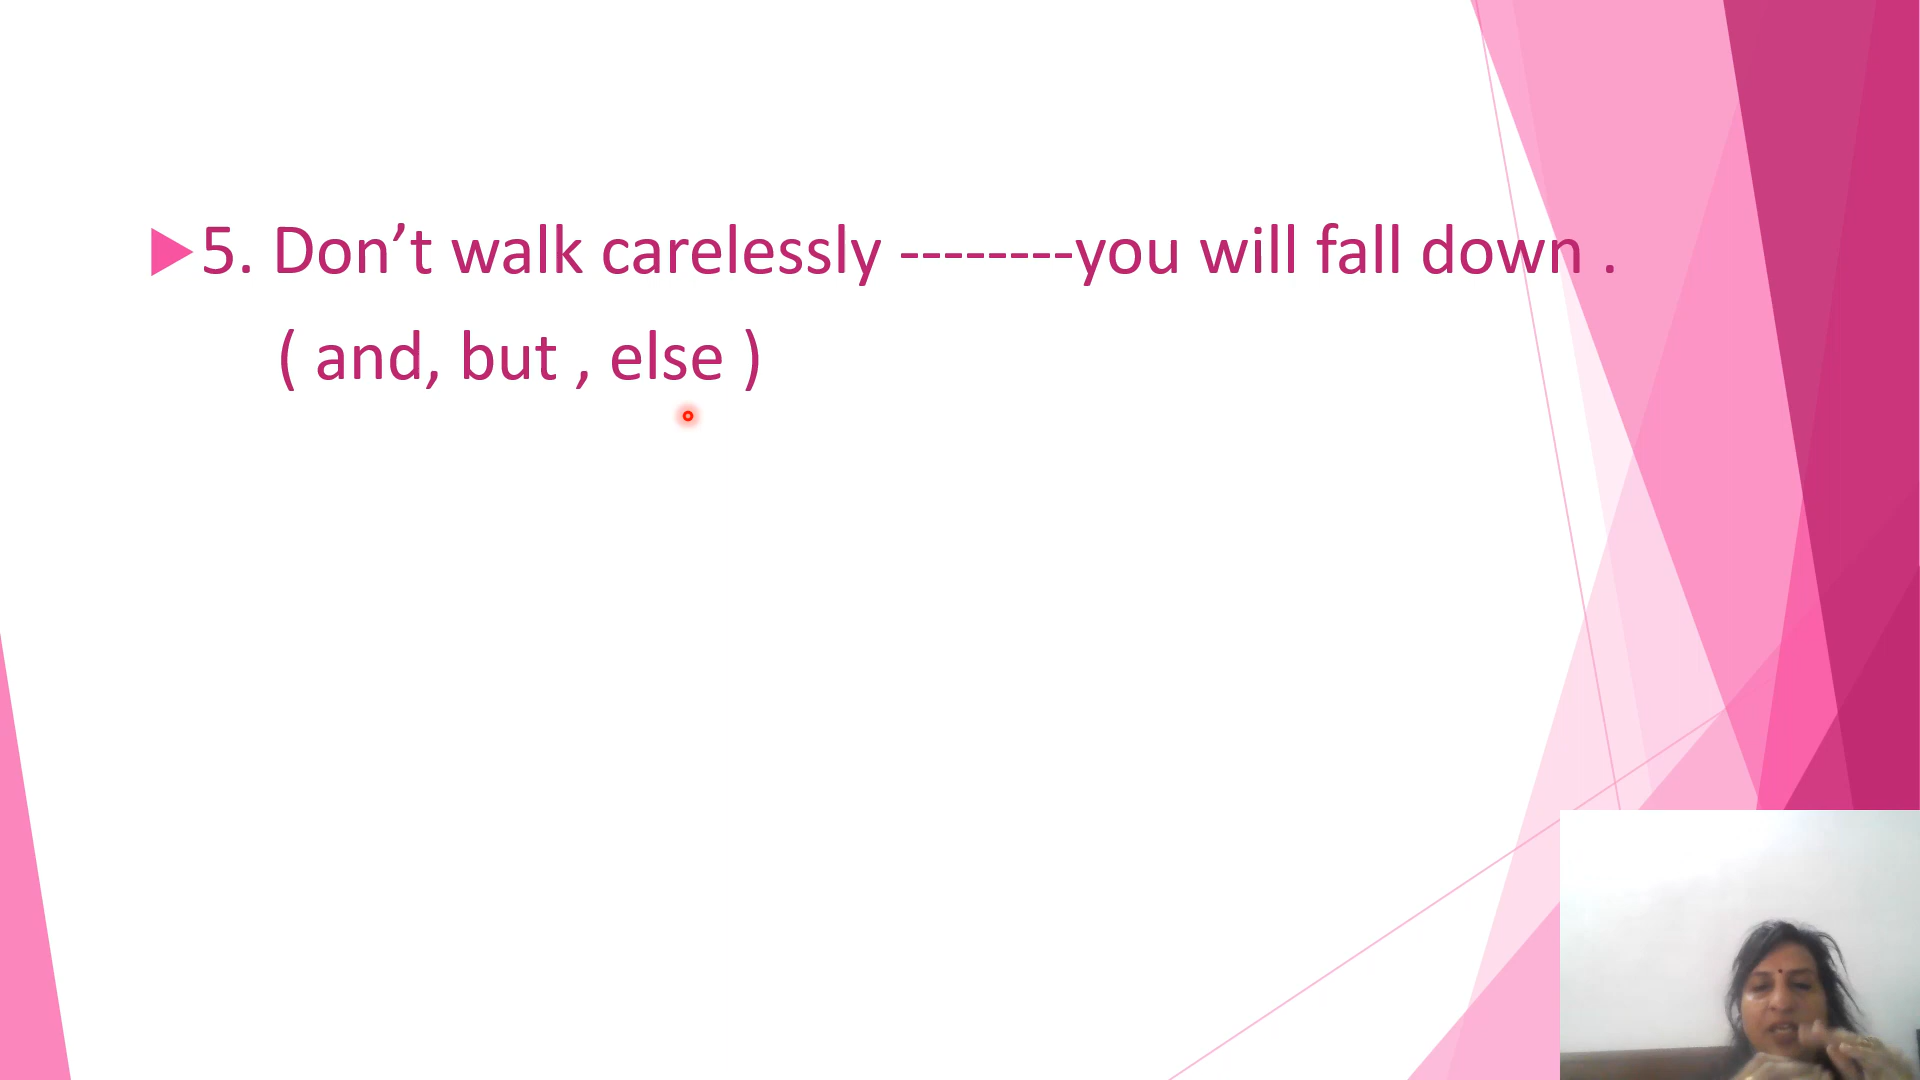 5. Don’t walk carelessly --------you will fall down .
( and, but , else )